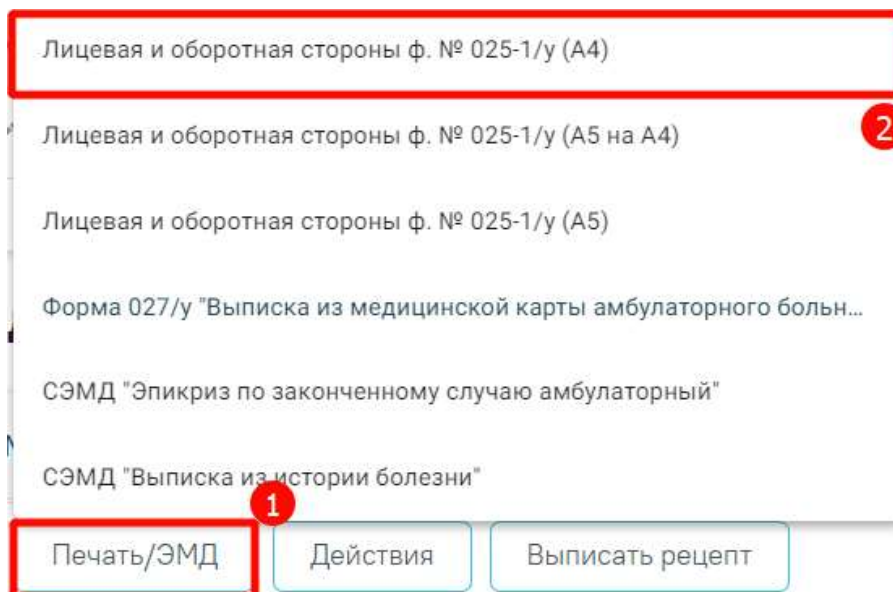 Лицевая и оборотная стороны ф. № 025-1/у (А4)
2
Лицевая и оборотная стороны ф. № 025-1/у (А5 на А4)
Лицевая и оборотная стороны ф. № 025-1/у (А5)
Форма 027/у "Выписка из медицинской карты амбулаторного больн...
СЭМД "Эпикриз по законченному случаю амбулаторный"
СЭМД "Выписка из истории болезни"
1
Печать/ЭМД Действия Выписать рецепт